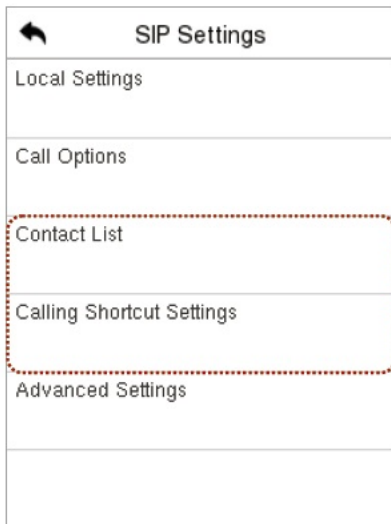 SIP Settings
Local Settings
Call Options
Contact List
Calling Shortcut Settings
Advanced Settings